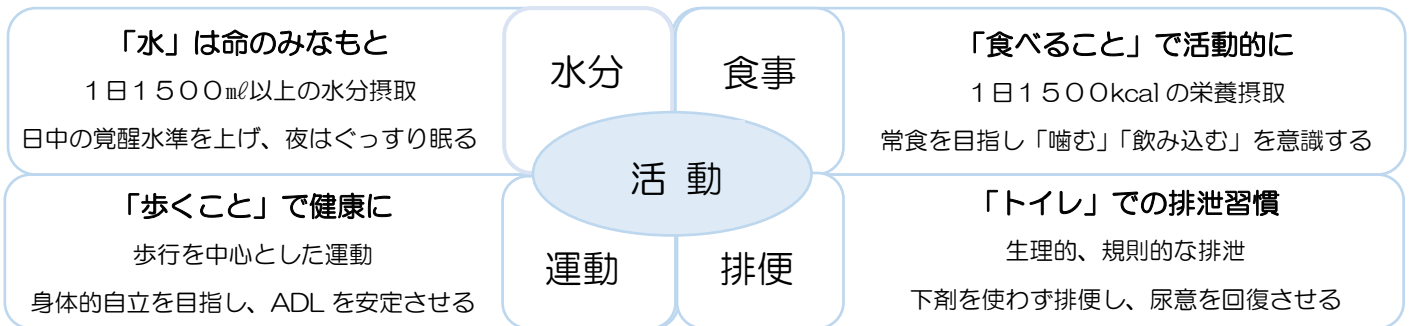 「水」は命のみなもと
１日１５００㎖以上の水分摂取
日中の覚醒水準を上げ、夜はぐっすり眠る
水分
食事
「食べること」で活動的に
１日１５００kcal の栄養摂取
常食を目指し「噛む」「飲み込む」を意識する
活 動
「歩くこと」で健康に
歩行を中心とした運動
身体的自立を目指し、ADL を安定させる
運動
排便
「トイレ」での排泄習慣
生理的、規則的な排泄
下剤を使わず排便し、尿意を回復させる